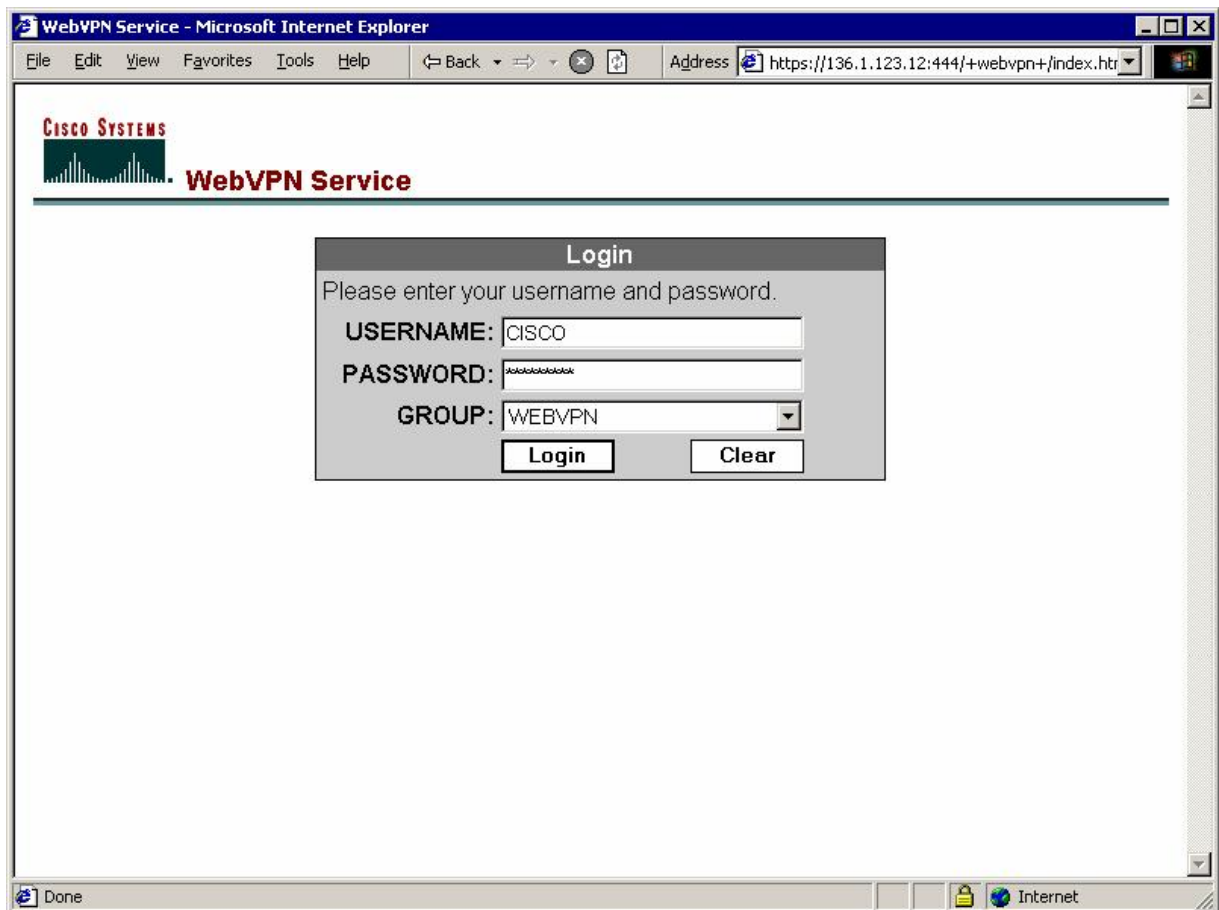 WebVPN Service - Microsoft Internet Explorer
File Edit View Favorites Tools Help Back Address https://136.1.123.12:444/+webvpn+/index.htr
CISCO SYSTEMS
WebVPN Service
Login
Please enter your username and password.
USERNAME: CISCO
PASSWORD: **********
GROUP: WEBVPN
Login Clear
Done Internet